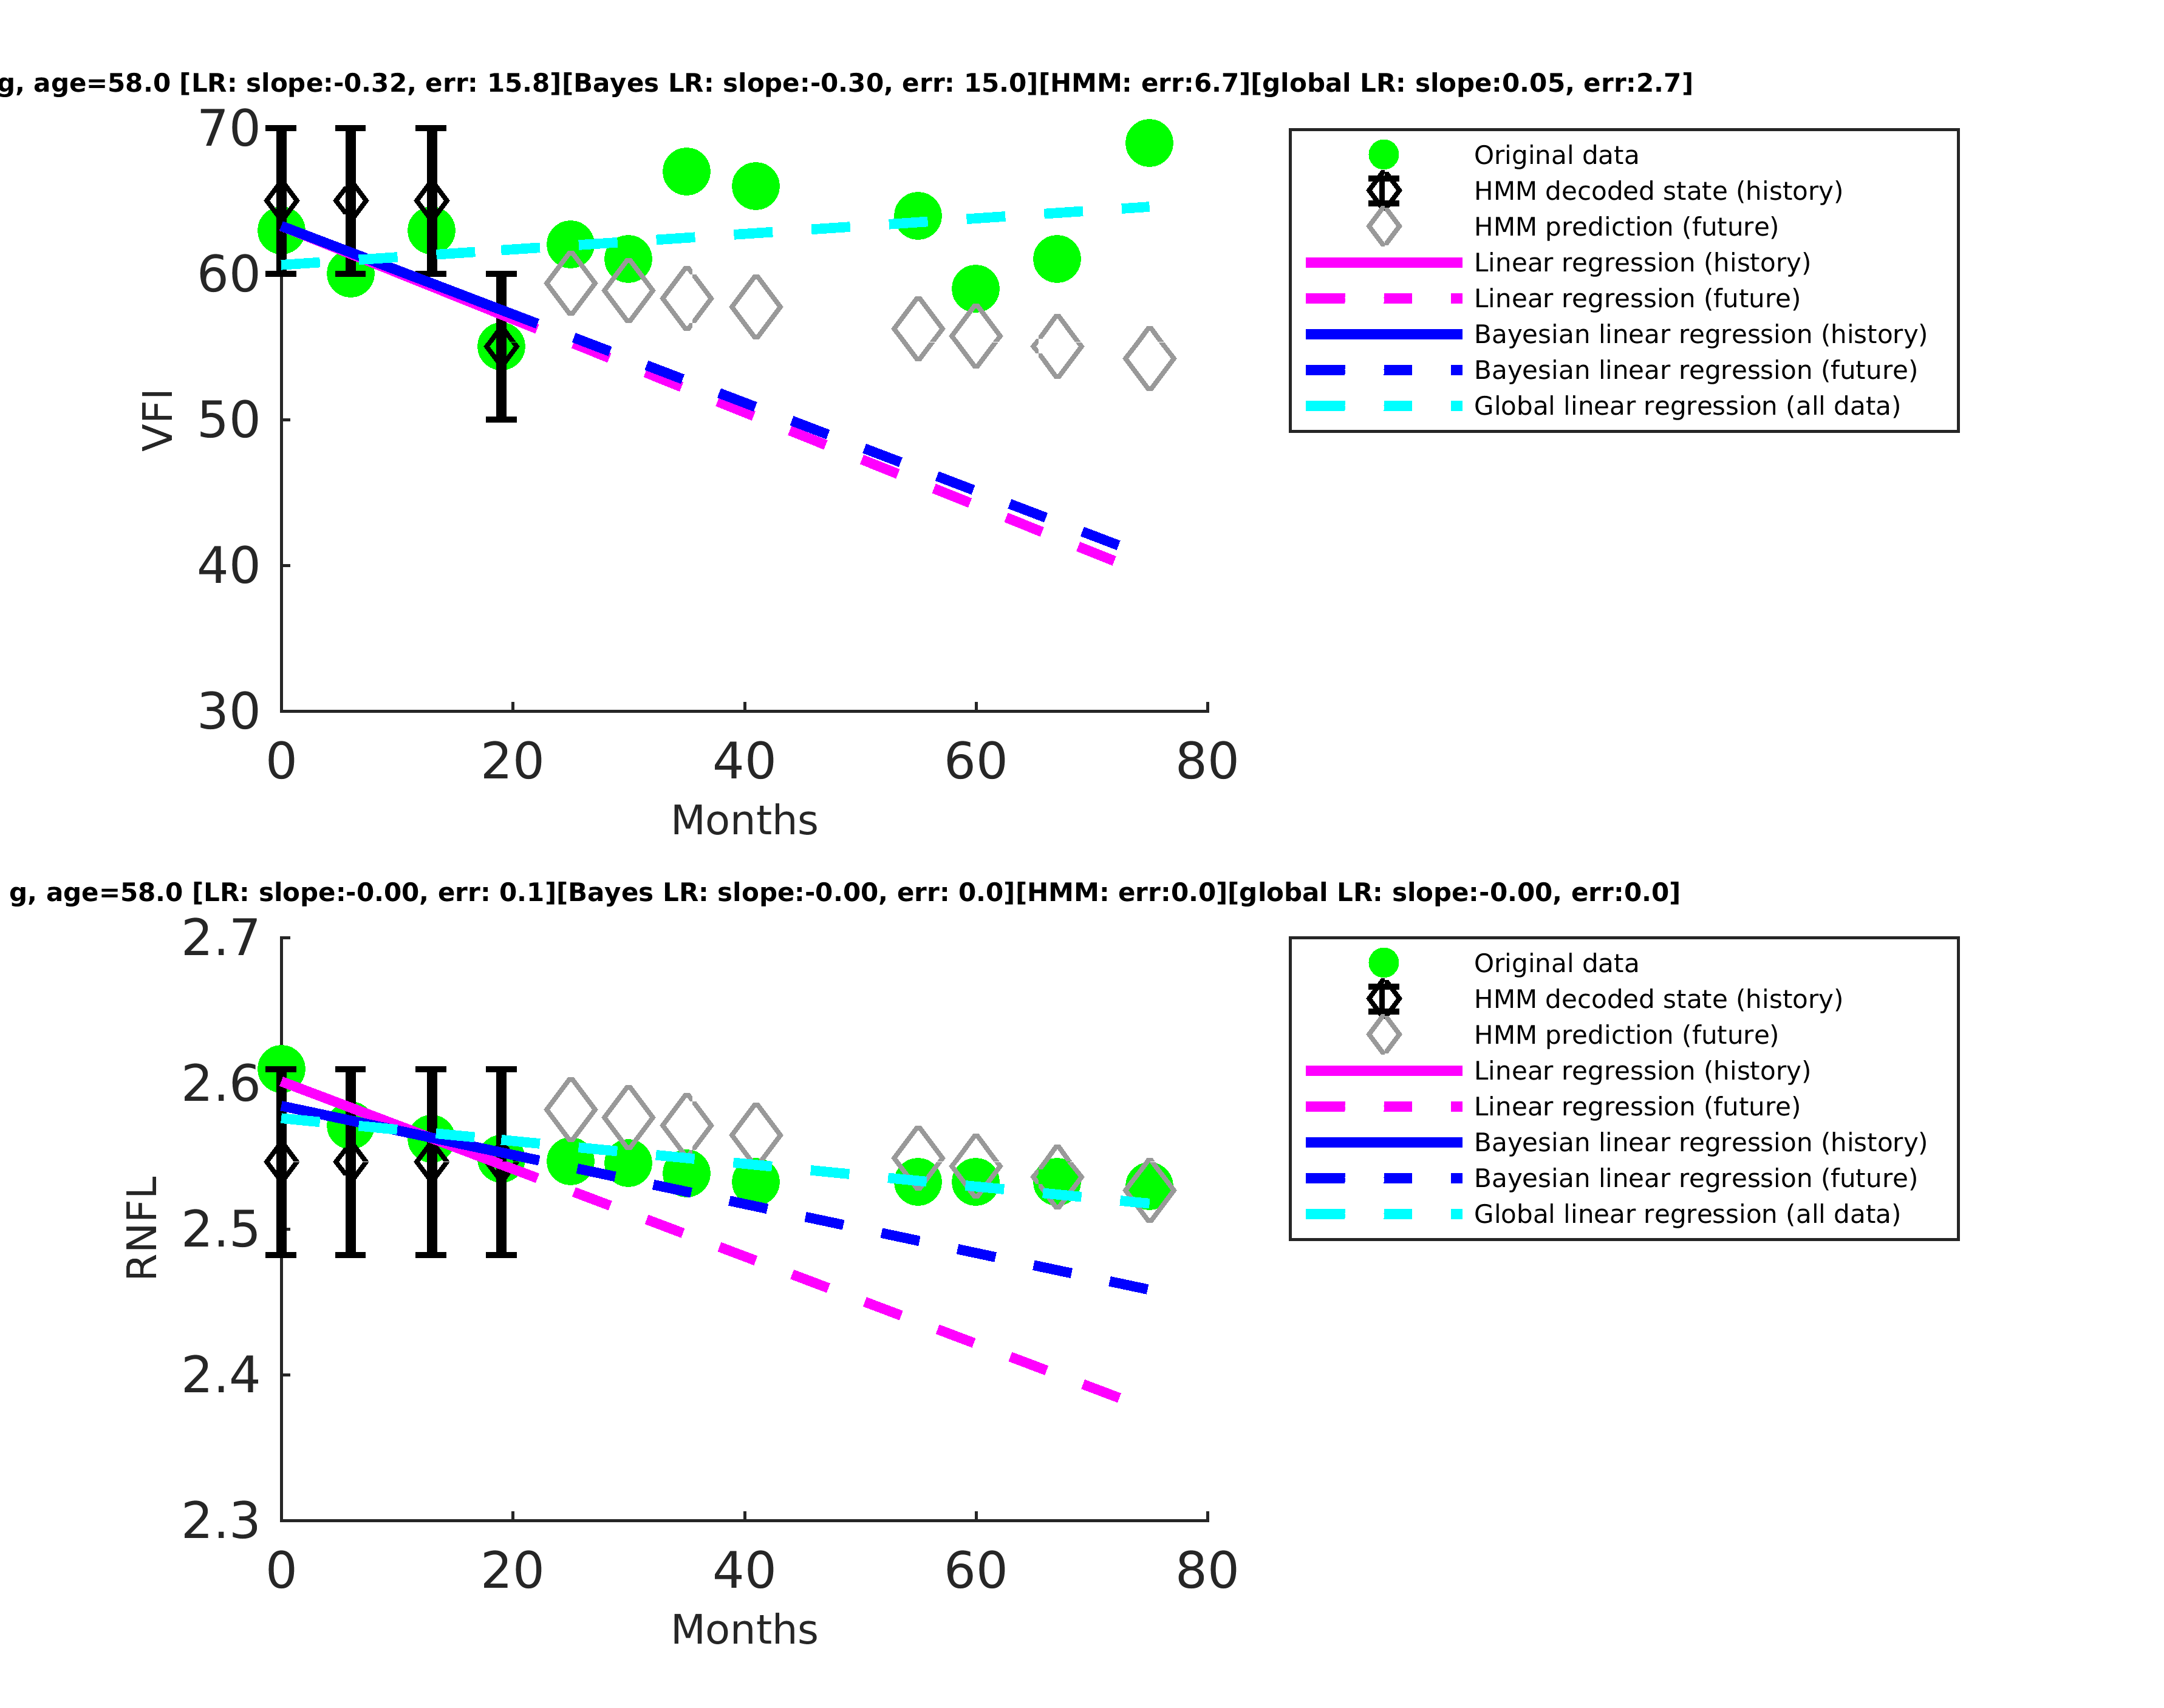 g, age=58.0 [LR: slope:-0.32, err: 15.8][Bayes LR: slope:-0.30, err: 15.0][HMM: err:6.7][global LR: slope:0.05, err:2.7]
70
60
50
40
30
VFI
0 20 40 60 80
Months
Original data
HMM decoded state (history)
HMM prediction (future)
Linear regression (history)
Linear regression (future)
Bayesian linear regression (history)
Bayesian linear regression (future)
Global linear regression (all data)
g, age=58.0 [LR: slope:-0.00, err: 0.1][Bayes LR: slope:-0.00, err: 0.0][HMM: err:0.0][global LR: slope:-0.00, err:0.0]
2.7
2.6
2.5
2.4
2.3
RNFL
0 20 40 60 80
Months
Original data
HMM decoded state (history)
HMM prediction (future)
Linear regression (history)
Linear regression (future)
Bayesian linear regression (history)
Bayesian linear regression (future)
Global linear regression (all data)